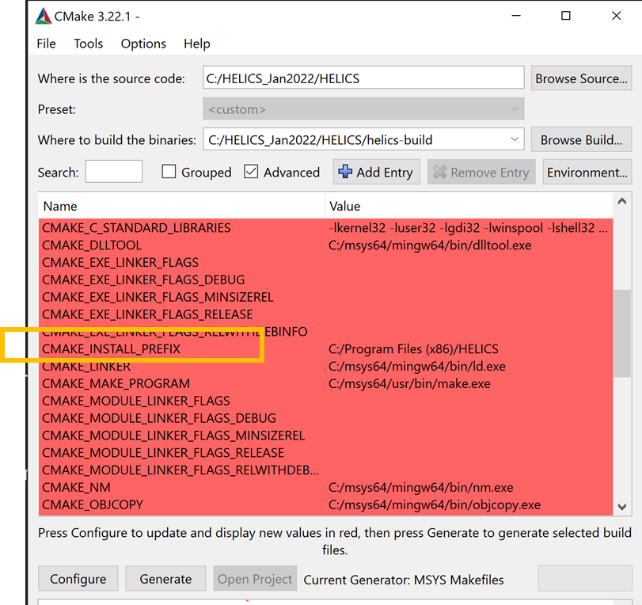 CMake 3.22.1 -
File Tools Options Help
Where is the source code: C:/HELICS_Jan2022/HELICS Browse Source...
Preset: <custom>
Where to build the binaries: C:/HELICS_Jan2022/HELICS/helics-build Browse Build...
Search: Grouped Advanced Add Entry Remove Entry Environment...
Name Value
CMAKE_C_STANDARD_LIBRARIES -lkernel32 -luser32 -lgdi32 -lwinspool -lshell32 ...
CMAKE_DLLTOOL C:/msys64/mingw64/bin/dlltool.exe
CMAKE_EXE_LINKER_FLAGS
CMAKE_EXE_LINKER_FLAGS_DEBUG
CMAKE_EXE_LINKER_FLAGS_MINSIZEREL
CMAKE_EXE_LINKER_FLAGS_RELEASE
CMAKE_EXE_LINKER_FLAGS_RELWITHDEBINFO
CMAKE_INSTALL_PREFIX C:/Program Files (x86)/HELICS
CMAKE_LINKER C:/msys64/mingw64/bin/ld.exe
CMAKE_MAKE_PROGRAM C:/msys64/usr/bin/make.exe
CMAKE_MODULE_LINKER_FLAGS
CMAKE_MODULE_LINKER_FLAGS_DEBUG
CMAKE_MODULE_LINKER_FLAGS_MINSIZEREL
CMAKE_MODULE_LINKER_FLAGS_RELEASE
CMAKE_MODULE_LINKER_FLAGS_RELWITHDEB...
CMAKE_NM C:/msys64/mingw64/bin/nm.exe
CMAKE_OBJCOPY C:/msys64/mingw64/bin/objcopy.exe
Press Configure to update and display new values in red, then press Generate to generate selected build
files.
Configure Generate Open Project Current Generator: MSYS Makefiles